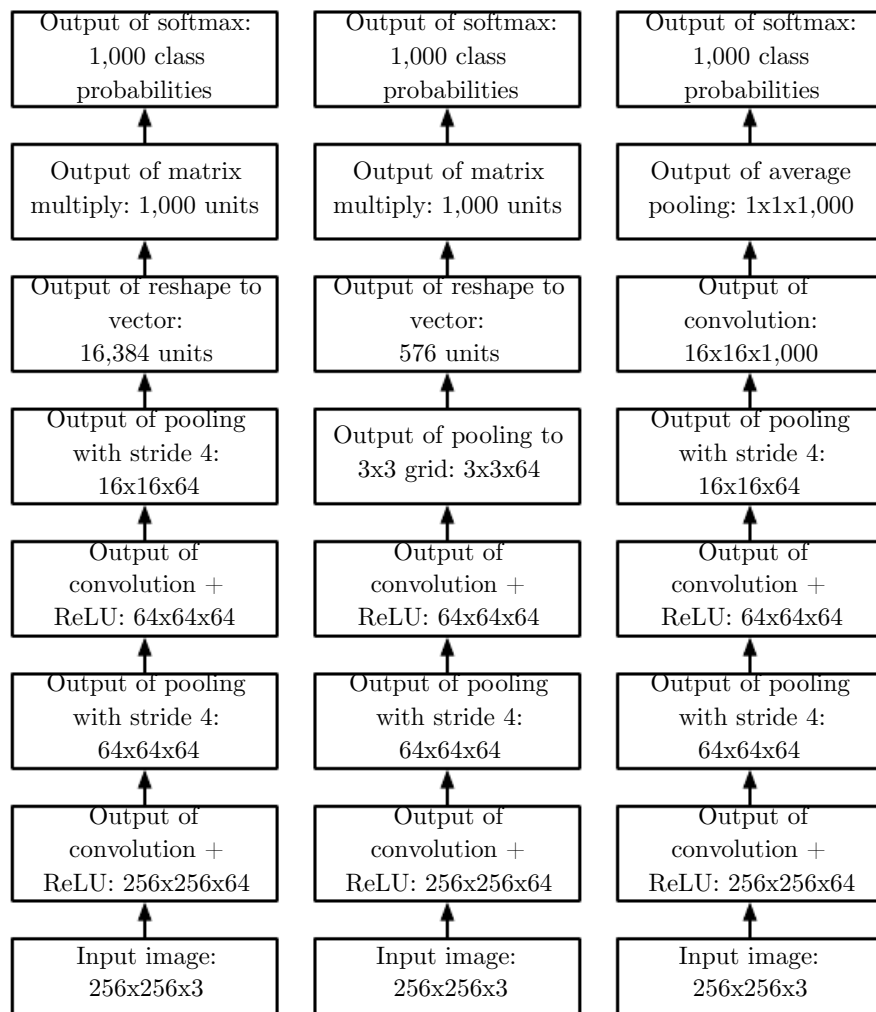 Output of softmax:
1,000 class
probabilities
Output of matrix
multiply: 1,000 units
Output of reshape to
vector:
16,384 units
Output of pooling
with stride 4:
16x16x64
Output of
convolution +
ReLU: 64x64x64
Output of pooling
with stride 4:
64x64x64
Output of
convolution +
ReLU: 256x256x64
Input image:
256x256x3
Output of softmax:
1,000 class
probabilities
Output of matrix
multiply: 1,000 units
Output of reshape to
vector:
576 units
Output of pooling to
3x3 grid: 3x3x64
Output of
convolution +
ReLU: 64x64x64
Output of pooling
with stride 4:
64x64x64
Output of
convolution +
ReLU: 256x256x64
Input image:
256x256x3
Output of softmax:
1,000 class
probabilities
Output of average
pooling: 1x1x1,000
Output of
convolution:
16x16x1,000
Output of pooling
with stride 4:
16x16x64
Output of
convolution +
ReLU: 64x64x64
Output of pooling
with stride 4:
64x64x64
Output of
convolution +
ReLU: 256x256x64
Input image:
256x256x3